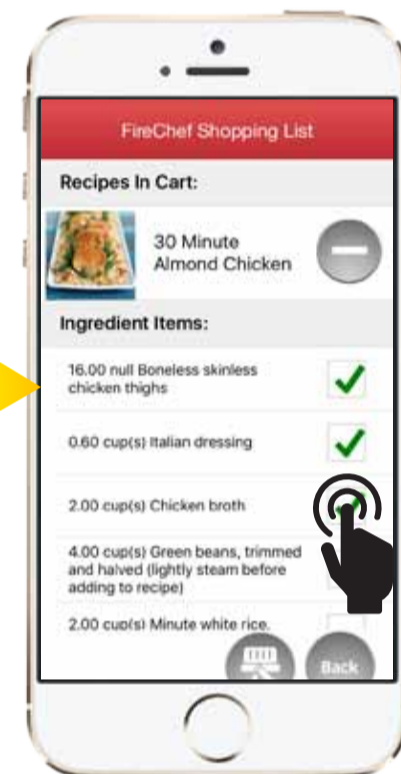 FireChef Shopping List
Recipes In Cart:
30 Minute
Almond Chicken
Ingredient Items:
16.00 null Boneless skinless
chicken thighs
0.60 cup(s) Italian dressing
2.00 cup(s) Chicken broth
4.00 cup(s) Green beans, trimmed
and halved (lightly steam before
adding to recipe)
2.00 cup(s) Minute white rice,
Back